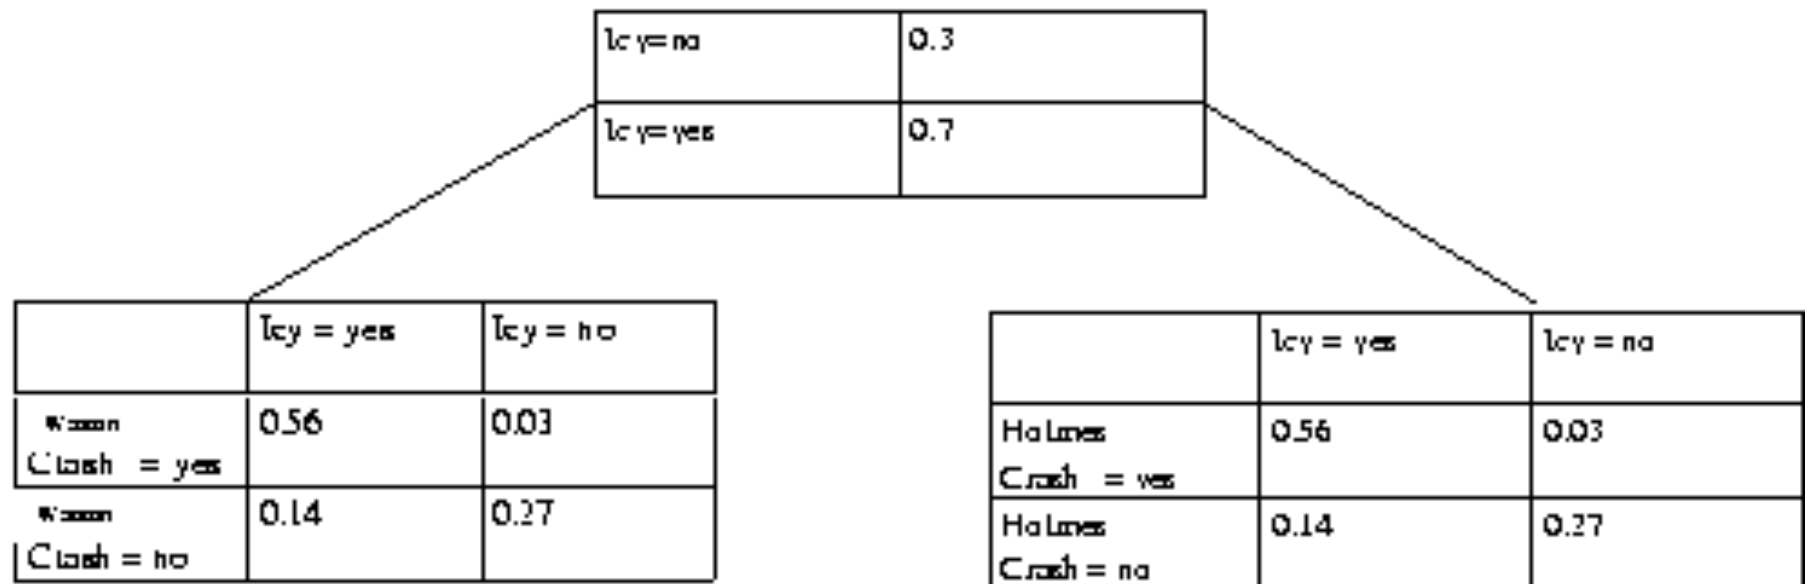 Icy=no 0.3
Icy=yes 0.7
Icy = yes Icy = no
Crash = yes 0.56 0.03
Crash = no 0.14 0.27
Icy = yes Icy = no
Holmes 0.56 0.03
Crash = yes
Holmes 0.14 0.27
Crash = no